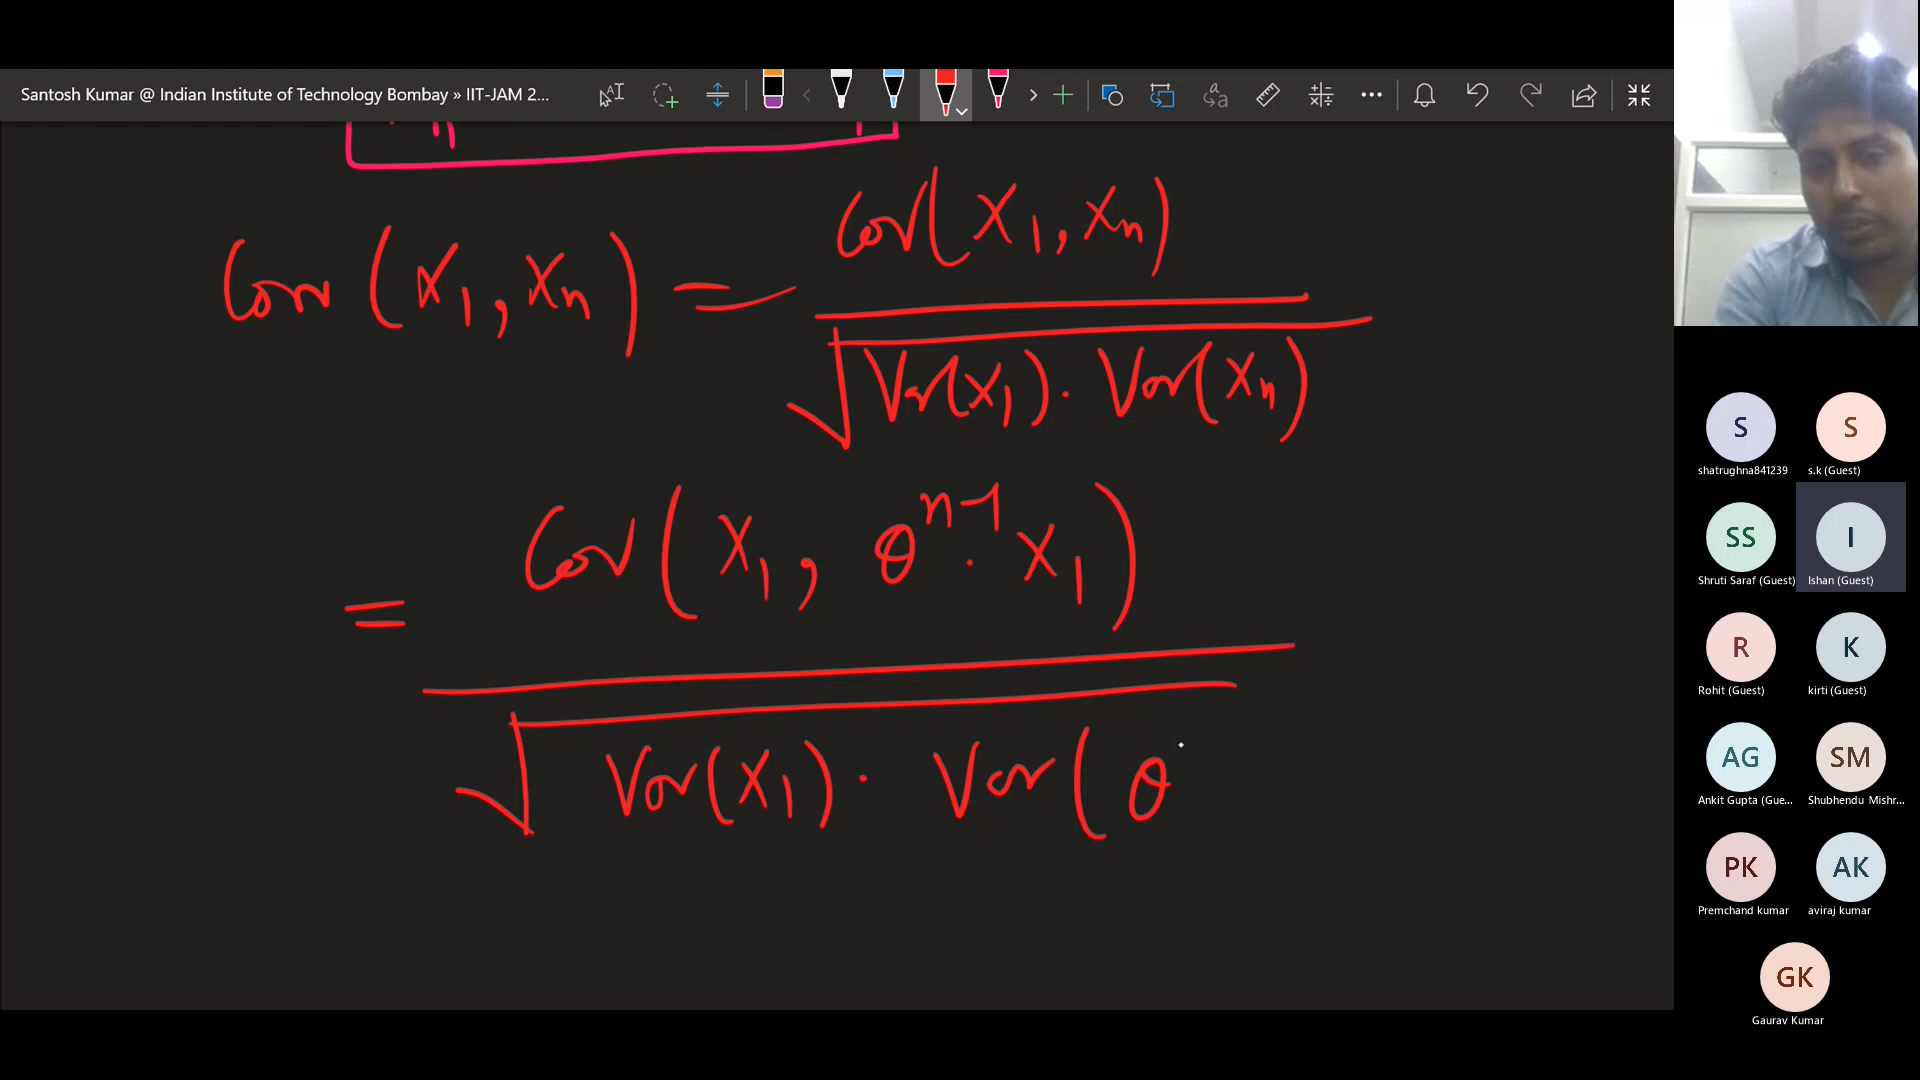 Santosh Kumar @ Indian Institute of Technology Bombay » IIT-JAM 2...
Corr (X₁, Xₙ) = Cov(X₁, Xₙ)
√Var(X₁) · Var(Xₙ)
= Cov(X₁, θⁿ⁻¹ · X₁)
√Var(X₁) · Var(θ
S
shatrughna841239
S
s.k (Guest)
SS
Shruti Saraf (Guest)
I
Ishan (Guest)
R
Rohit (Guest)
K
kirti (Guest)
AG
Ankit Gupta (Gue...
SM
Shubhendu Mishr...
PK
Premchand kumar
AK
aviraj kumar
GK
Gaurav Kumar